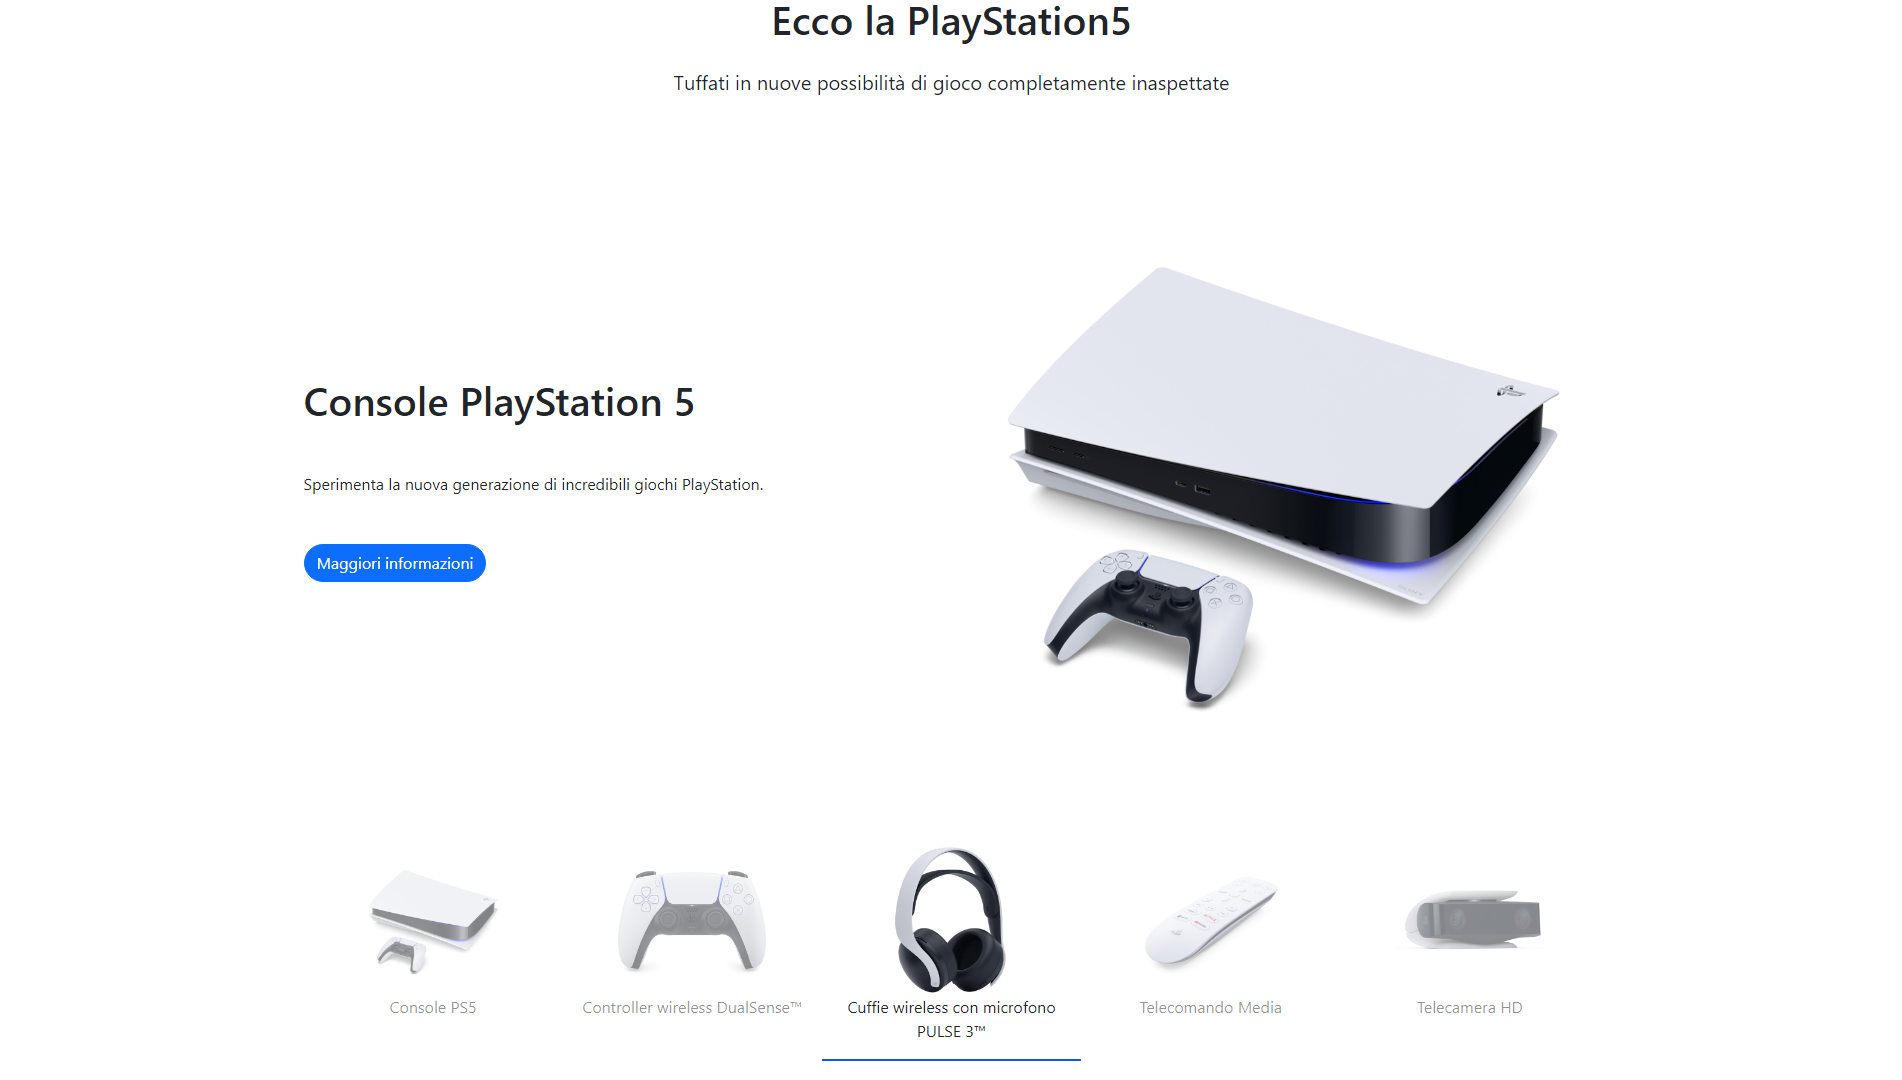 Ecco la PlayStation5
Tuffati in nuove possibilità di gioco completamente inaspettate
Console PlayStation 5
Sperimenta la nuova generazione di incredibili giochi PlayStation.
Maggiori informazioni
Console PS5
Controller wireless DualSense™
Cuffie wireless con microfono
PULSE 3™
Telecomando Media
Telecamera HD